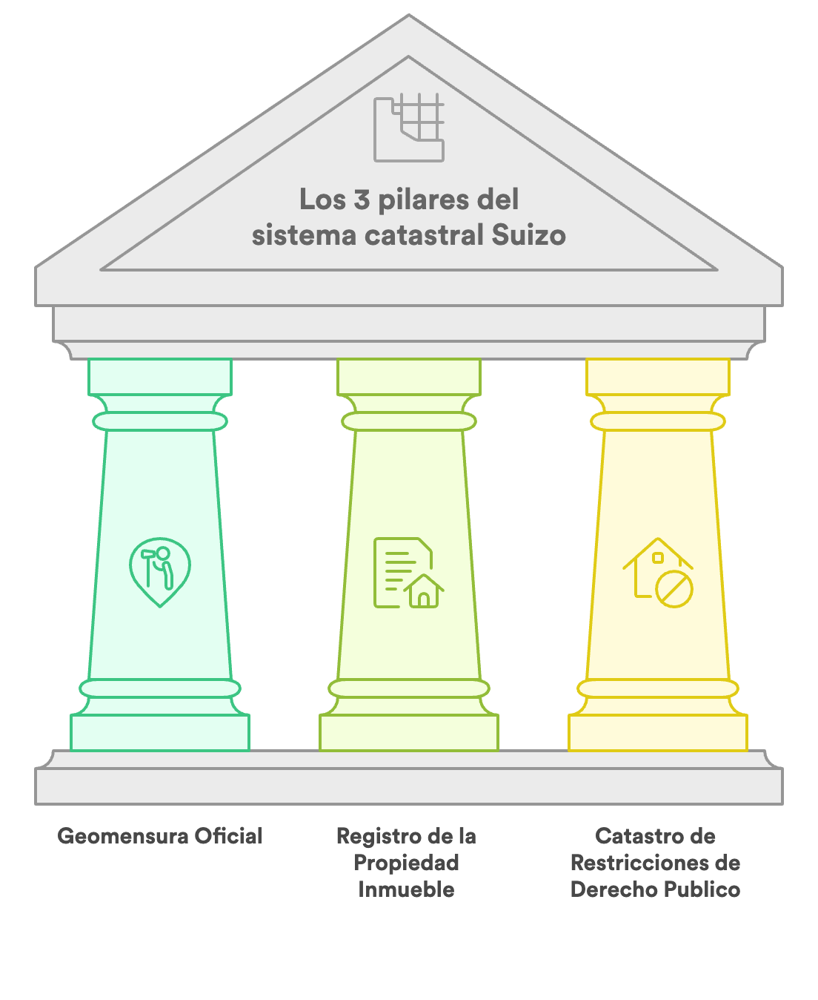 Los 3 pilares del
sistema catastral Suizo
Geomensura Oficial
Registro de la
Propiedad
Inmueble
Catastro de
Restricciones de
Derecho Publico